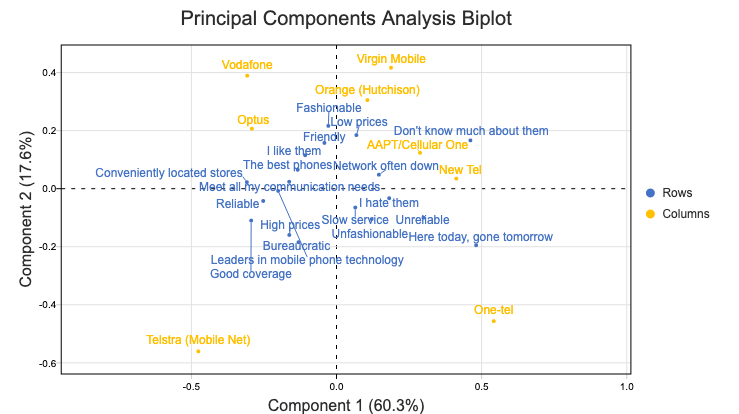 Principal Components Analysis Biplot
Vodafone
Virgin Mobile
0.4
Orange (Hutchison)
Fashionable
Optus
Low prices
0.2
Don't know much about them
Friendly
AAPT/Cellular One
I like them
The best phones
Network often down
New Tel
Conveniently located stores
0.0
Meet all my communication needs
Reliable
I hate them
High prices
Slow service
Unreliable
Unfashionable
Here today, gone tomorrow
-0.2
Bureaucratic
Leaders in mobile phone technology
Good coverage
-0.4
One-tel
Telstra (Mobile Net)
-0.6
-0.5
0.0
0.5
1.0
Component 1 (60.3%)
Component 2 (17.6%)
Rows
Columns